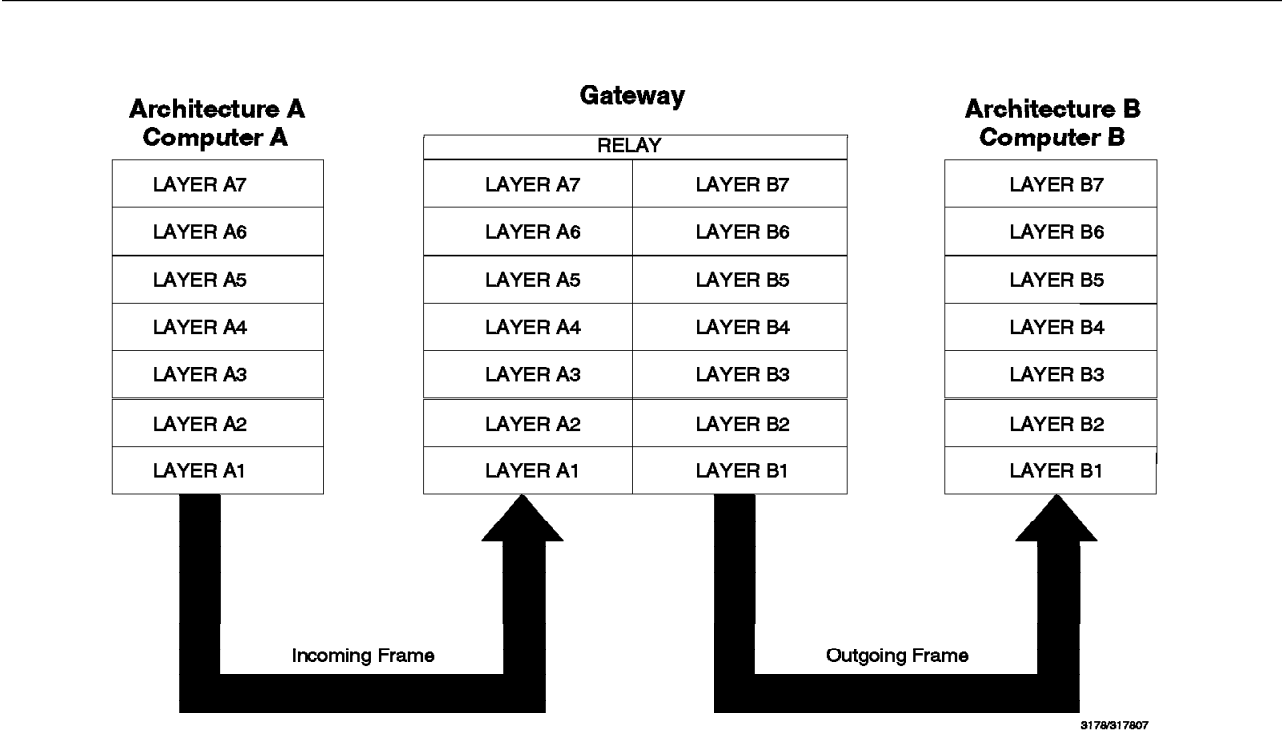 Architecture A
Computer A
Gateway
Architecture B
Computer B
RELAY
LAYER A7
LAYER A7
LAYER B7
LAYER B7
LAYER A6
LAYER A6
LAYER B6
LAYER B6
LAYER A5
LAYER A5
LAYER B5
LAYER B5
LAYER A4
LAYER A4
LAYER B4
LAYER B4
LAYER A3
LAYER A3
LAYER B3
LAYER B3
LAYER A2
LAYER A2
LAYER B2
LAYER B2
LAYER A1
LAYER A1
LAYER B1
LAYER B1
Incoming Frame
Outgoing Frame
3178/317807